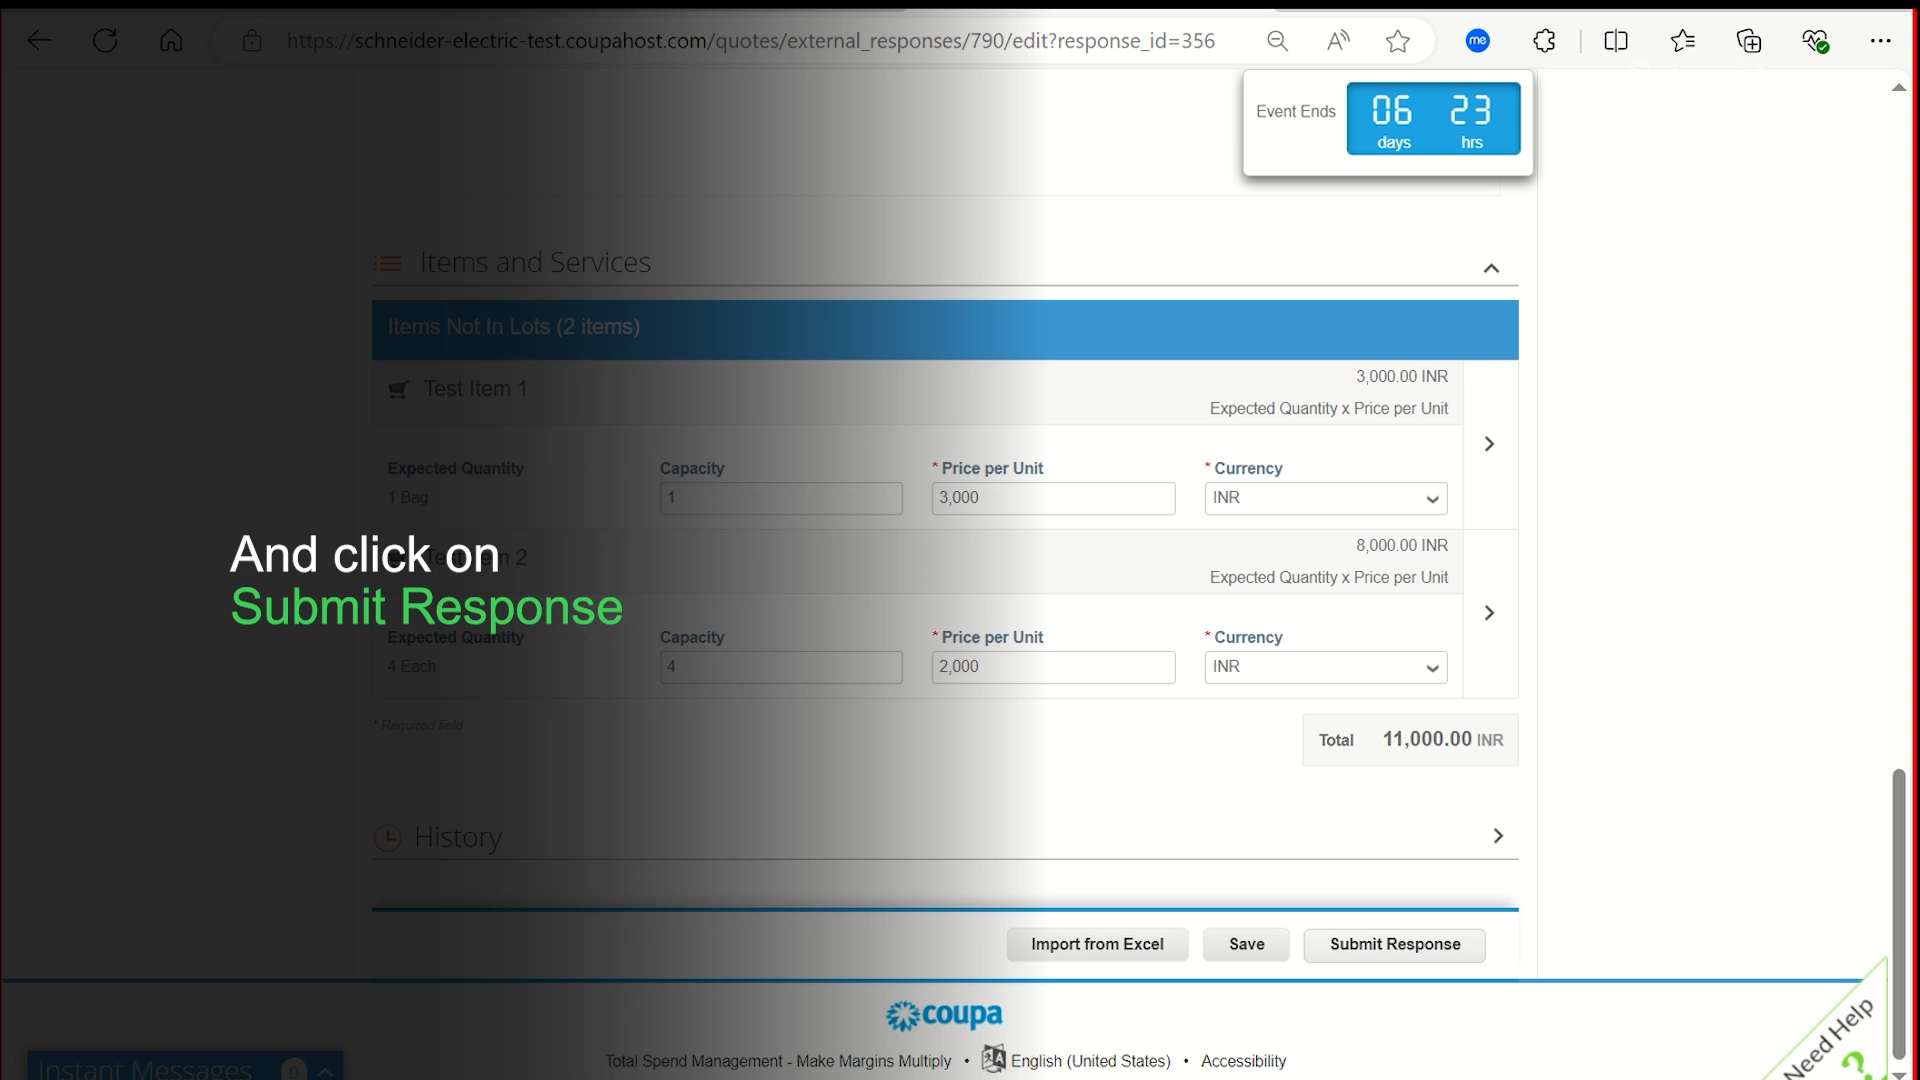 https://schneider-electric-test.coupahost.com/quotes/external_responses/790/edit?response_id=356
me
Event Ends
06 23
days hrs
Items and Services
Items Not In Lots (2 items)
Test Item 1
3,000.00 INR
Expected Quantity x Price per Unit
Expected Quantity Capacity * Price per Unit * Currency
1 Bag 1 3,000 INR
And click on
Submit Response
Test Item 2
8,000.00 INR
Expected Quantity x Price per Unit
Expected Quantity Capacity * Price per Unit * Currency
4 Each 4 2,000 INR
* Required field
Total 11,000.00 INR
History
Import from Excel Save Submit Response
coupa
Total Spend Management - Make Margins Multiply • English (United States) • Accessibility
Instant Messages 0
Need Help ?